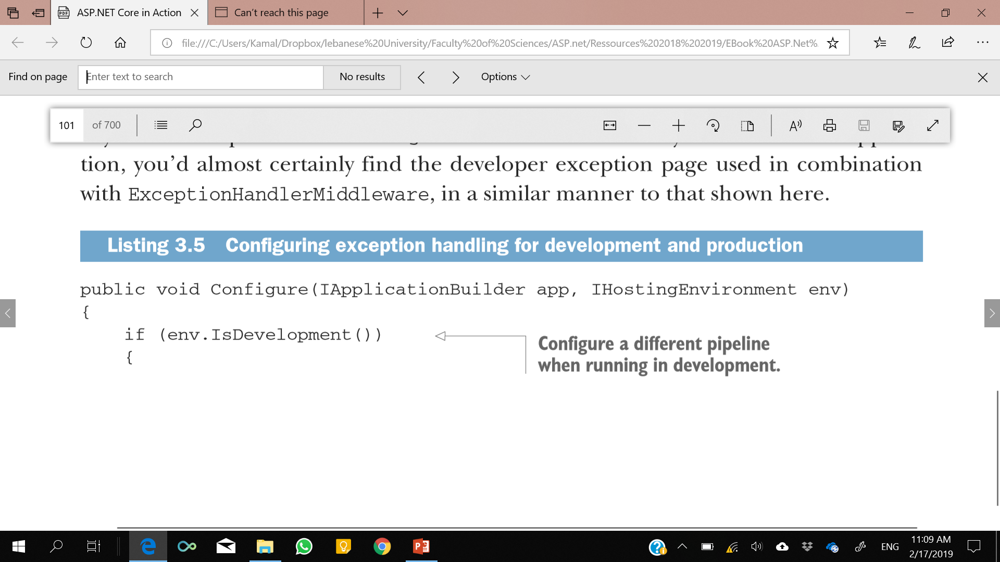 ASP.NET Core in Action
Can't reach this page
file:///C:/Users/Kamal/Dropbox/lebanese%20University/Faculty%20of%20Sciences/ASP.net/Ressources%202018%202019/EBook%20ASP.Net%.
Find on page
Enter text to search
No results
Options
101
of 700
tion, you'd almost certainly find the developer exception page used in combination
with ExceptionHandlerMiddleware, in a similar manner to that shown here.
Listing 3.5 Configuring exception handling for development and production
public void Configure(IApplicationBuilder app, IHostingEnvironment env)
{
if (env.IsDevelopment())
{
Configure a different pipeline
when running in development.
ENG
11:09 AM
2/17/2019